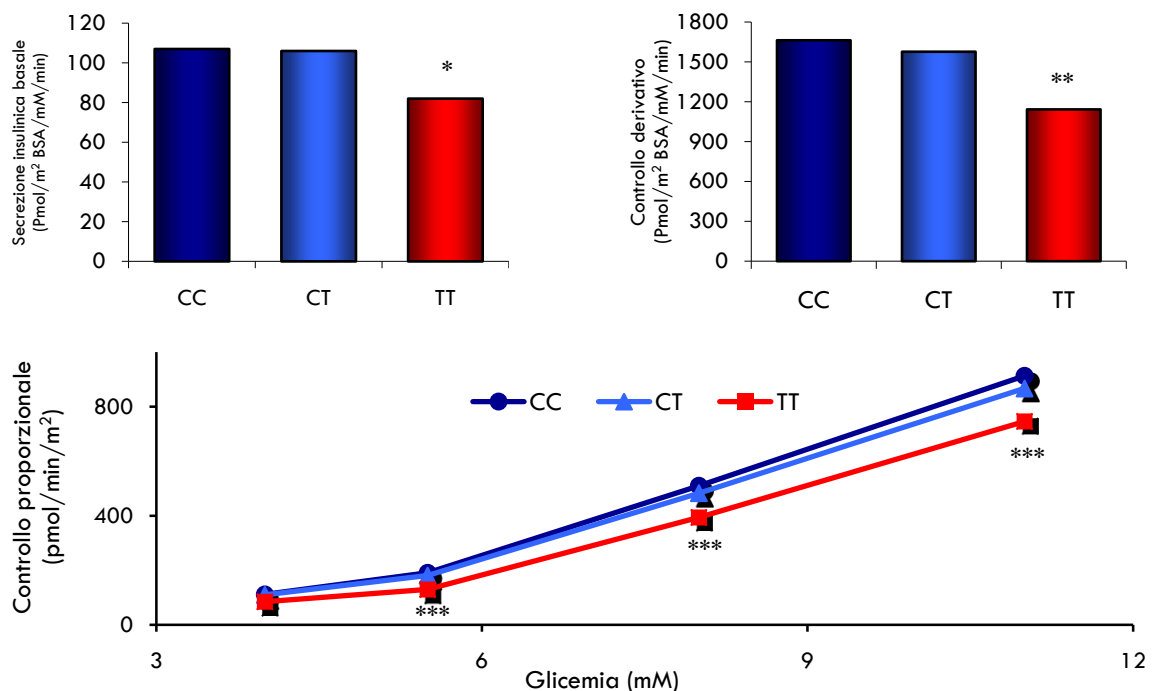 Secrezione insulinica basale
(Pmol/m² BSA/mM/min)
120
100
80
60
40
20
0
*
CC CT TT
Controllo derivativo
(Pmol/m² BSA/mM/min)
1800
1500
1200
900
600
300
0
**
CC CT TT
Controllo proporzionale
(pmol/min/m²)
800
400
0
CC CT TT
***
***
***
3 6 9 12
Glicemia (mM)